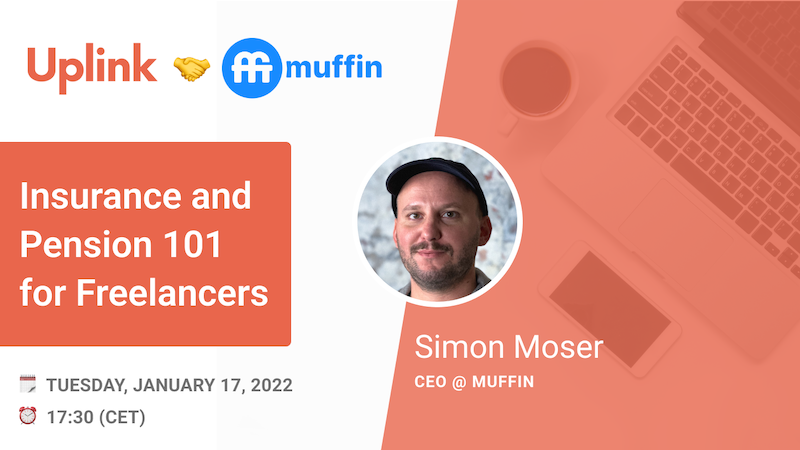 Uplink
muffin
Insurance and
Pension 101
for Freelancers
TUESDAY, JANUARY 17, 2022
17:30 (CET)
Simon Moser
CEO @ MUFFIN